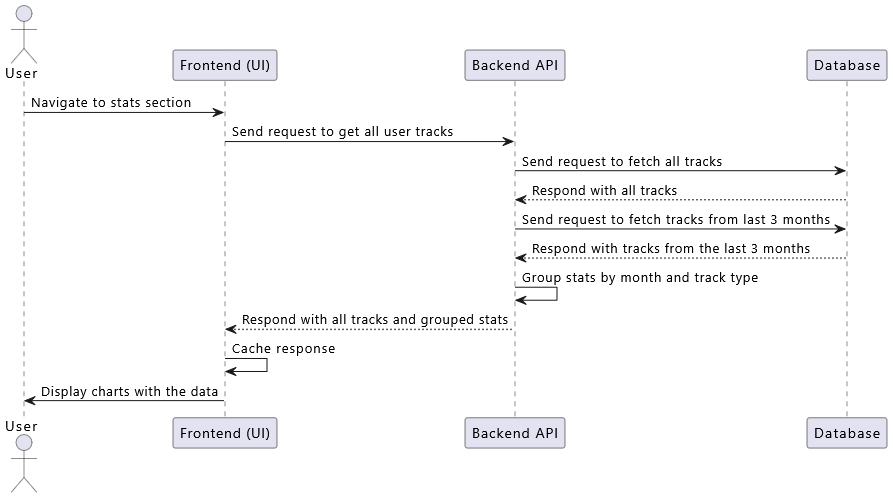 User
Frontend (UI)
Backend API
Database
Navigate to stats section
Send request to get all user tracks
Send request to fetch all tracks
Respond with all tracks
Send request to fetch tracks from last 3 months
Respond with tracks from the last 3 months
Group stats by month and track type
Respond with all tracks and grouped stats
Cache response
Display charts with the data
User
Frontend (UI)
Backend API
Database